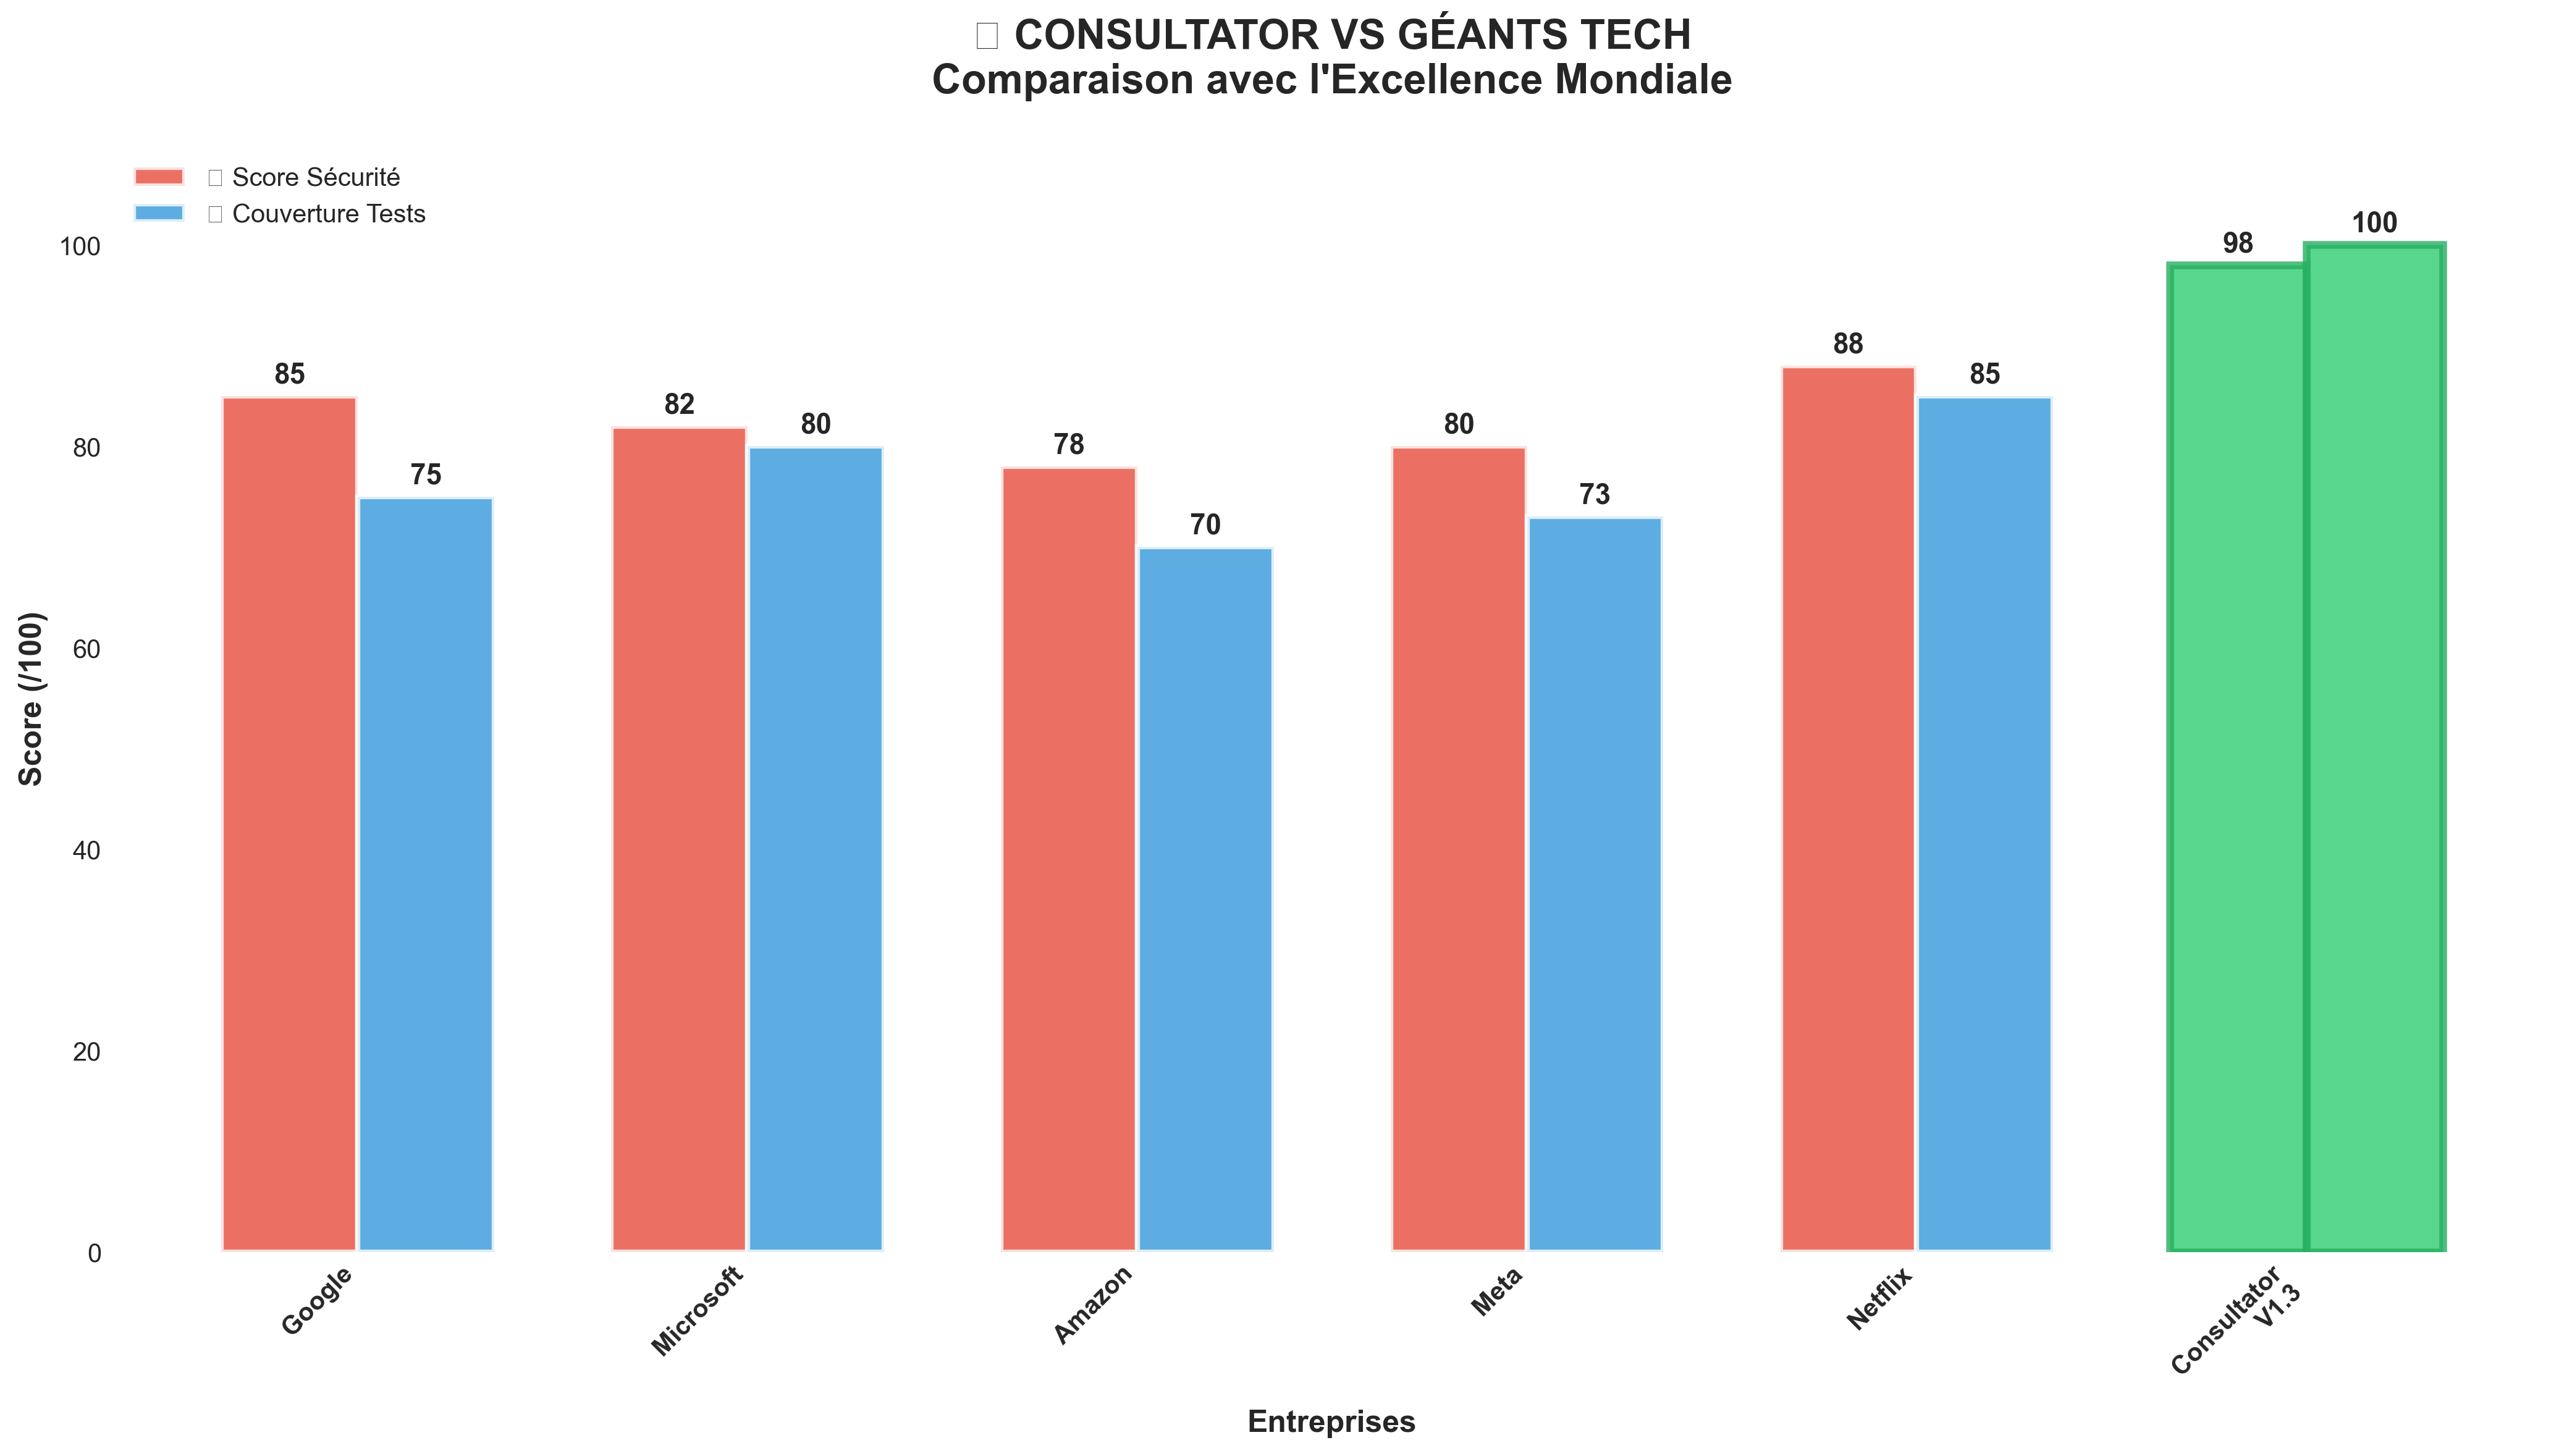 CONSULTATOR VS GÉANTS TECH
Comparaison avec l'Excellence Mondiale
Score Sécurité
Couverture Tests
Score (/100)
100
80
60
40
20
0
85
75
82
80
78
70
80
73
88
85
98
100
Google
Microsoft
Amazon
Meta
Netflix
Consultator
V1.3
Entreprises